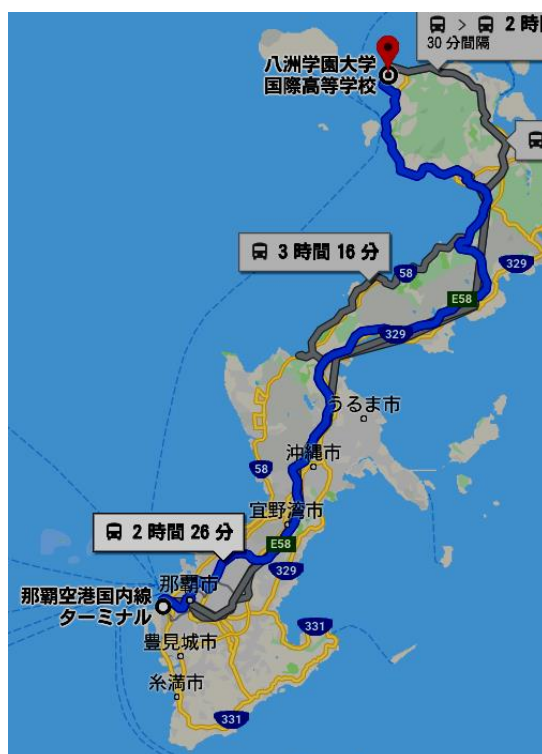 2 時
30 分間隔
八洲学園大学
国際高等学校
3 時間 16 分
58
329
E58
329
うるま市
沖縄市
58
宜野湾市
2 時間 26 分
E58
329
那覇市
那覇空港国内線
ターミナル
豊見城市
331
糸満市
331